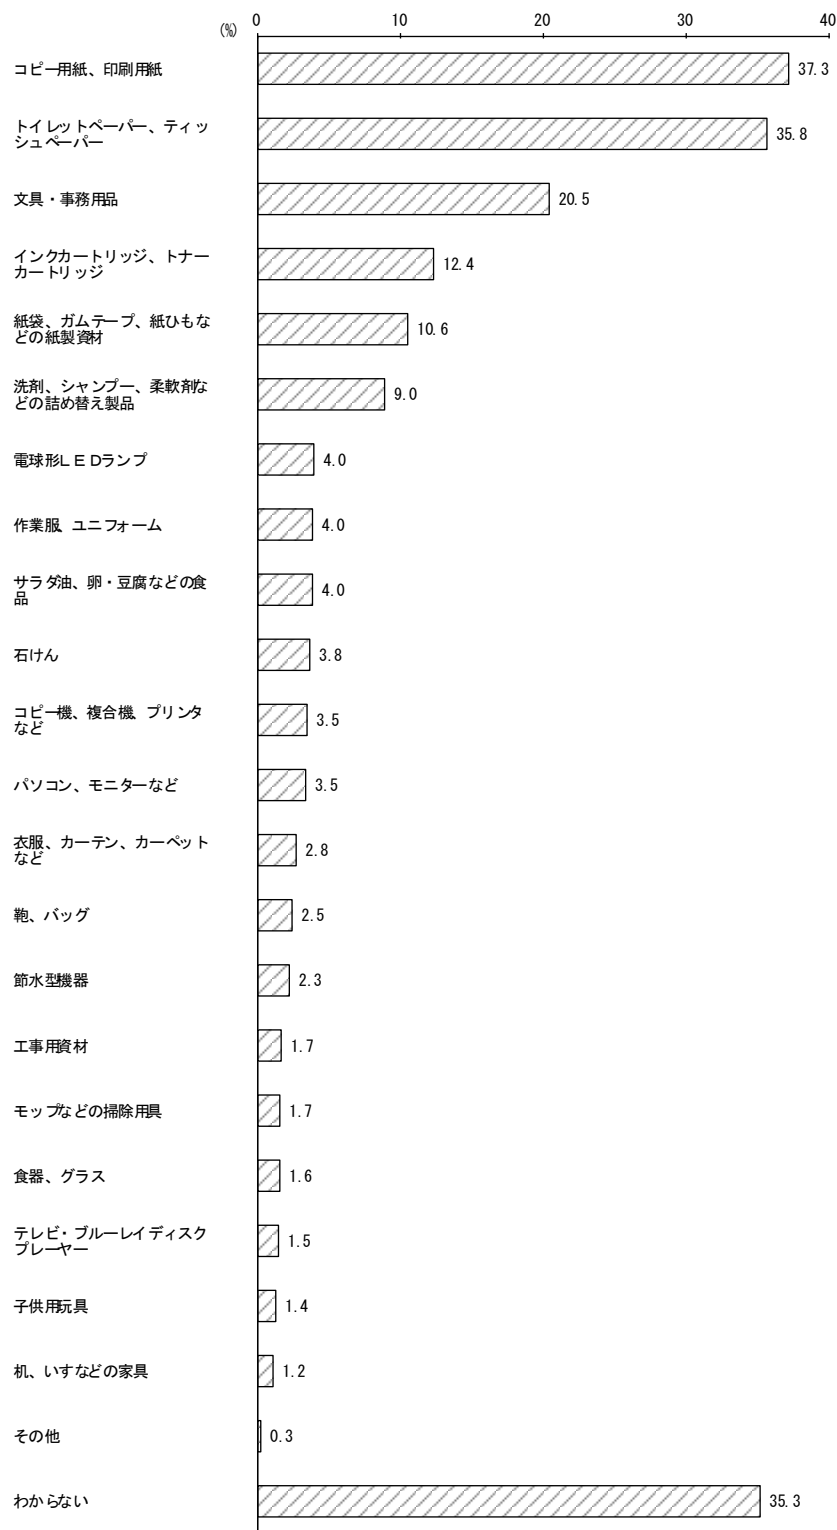 (%)
0 10 20 30 40
コピー用紙、印刷用紙 37.3
トイレットペーパー、ティッ
シュペーパー 35.8
文具・事務用品 20.5
インクカートリッジ、トナー
カートリッジ 12.4
紙袋、ガムテープ、紙ひもな
どの紙製資材 10.6
洗剤、シャンプー、柔軟剤な
どの詰め替え製品 9.0
電球形LEDランプ 4.0
作業服、ユニフォーム 4.0
サラダ油、卵・豆腐などの食
品 4.0
石けん 3.8
コピー機、複合機、プリンタ
など 3.5
パソコン、モニターなど 3.5
衣服、カーテン、カーペット
など 2.8
鞄、バッグ 2.5
節水型機器 2.3
工事用資材 1.7
モップなどの掃除用具 1.7
食器、グラス 1.6
テレビ・ブルーレイディスク
プレーヤー 1.5
子供用玩具 1.4
机、いすなどの家具 1.2
その他 0.3
わからない 35.3